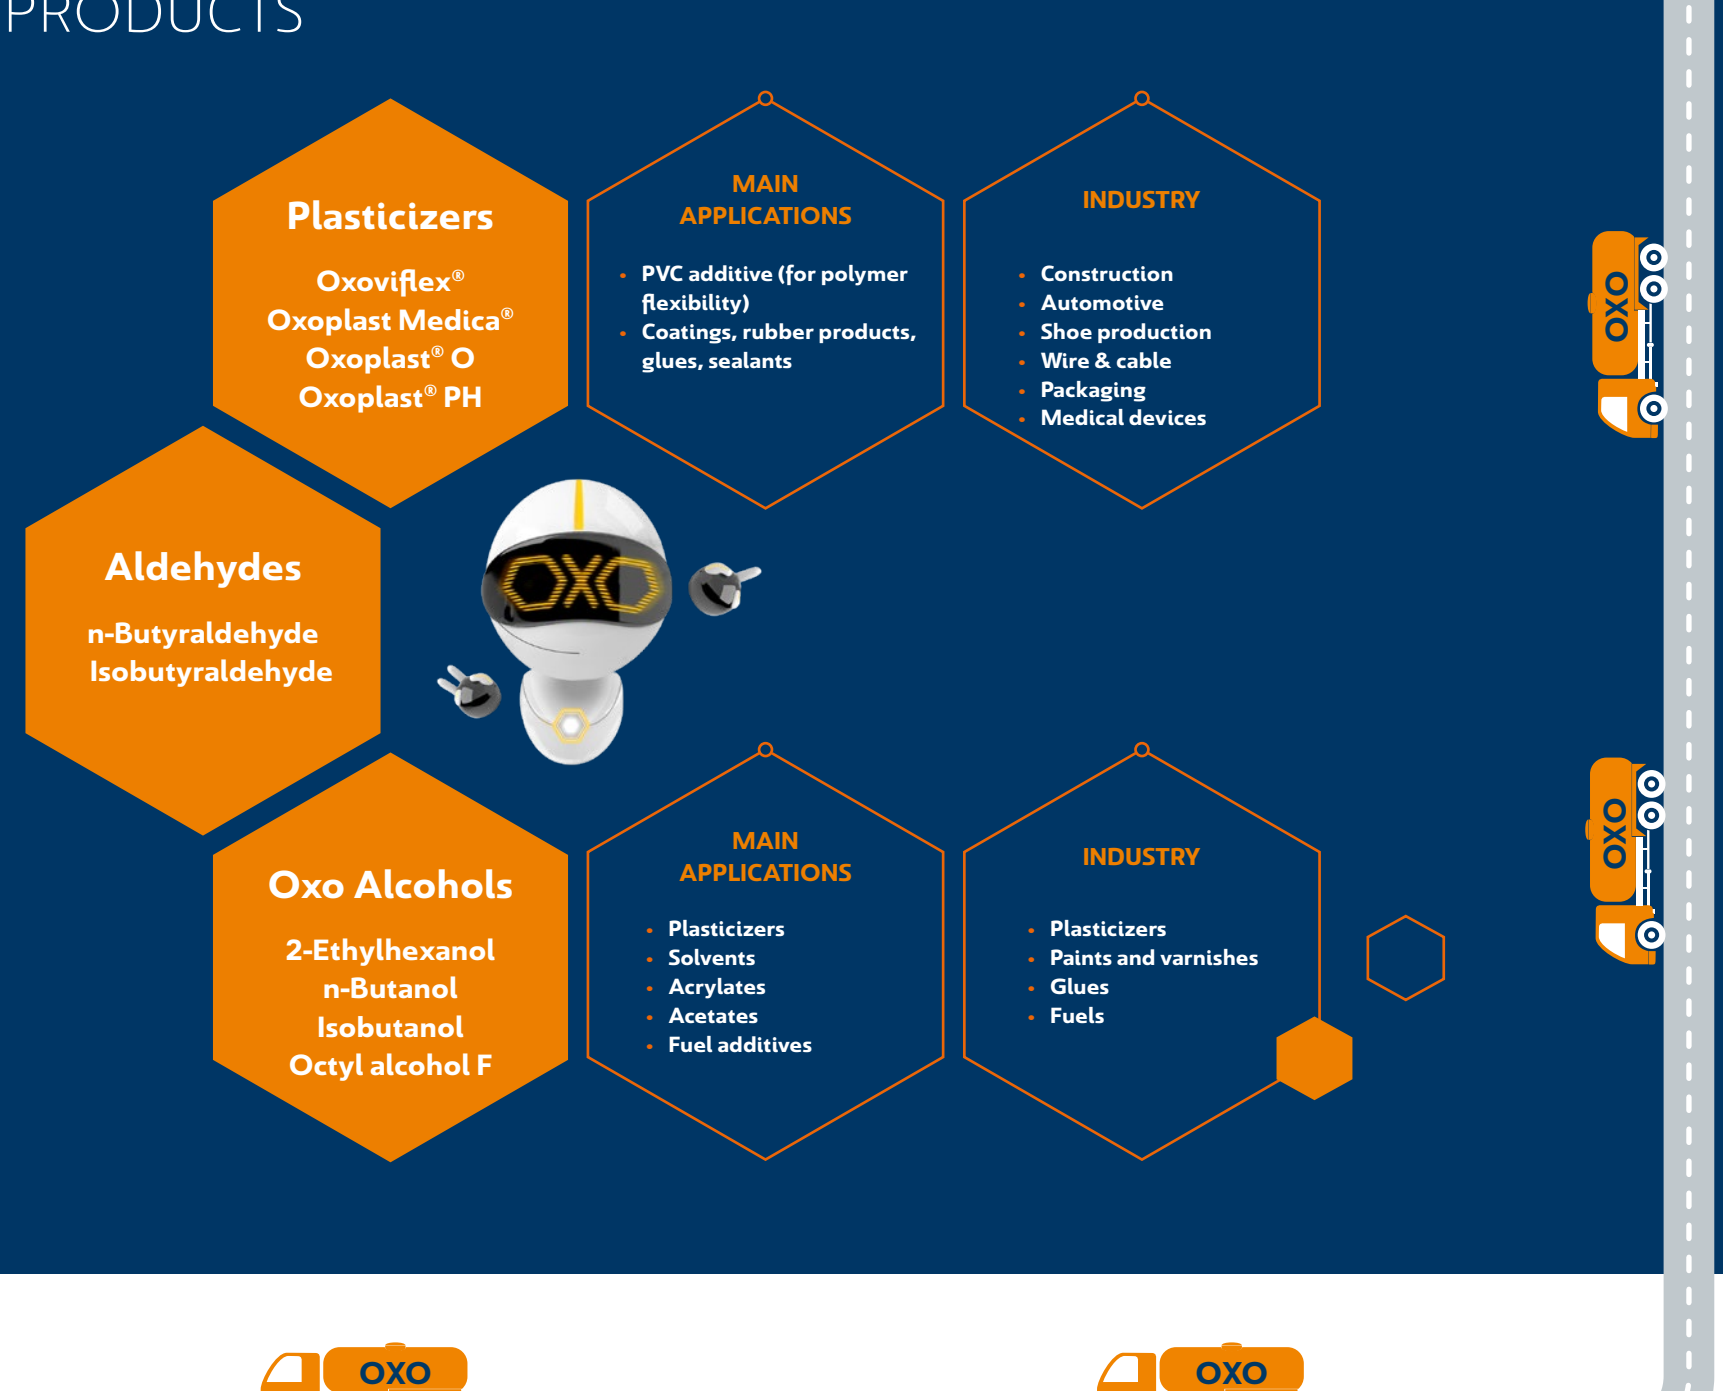 PRODUCTS
Plasticizers
Oxoviflex®
Oxoplast Medica®
Oxoplast® O
Oxoplast® PH
MAIN
APPLICATIONS
• PVC additive (for polymer
flexibility)
• Coatings, rubber products,
glues, sealants
INDUSTRY
• Construction
• Automotive
• Shoe production
• Wire & cable
• Packaging
• Medical devices
OXO
Aldehydes
n-Butyraldehyde
Isobutyraldehyde
OXO
Oxo Alcohols
2-Ethylhexanol
n-Butanol
Isobutanol
Octyl alcohol F
MAIN
APPLICATIONS
• Plasticizers
• Solvents
• Acrylates
• Acetates
• Fuel additives
INDUSTRY
• Plasticizers
• Paints and varnishes
• Glues
• Fuels
OXO
OXO
OXO